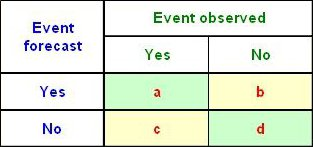 Event forecast
Event observed
Yes No
Yes a b
No c d